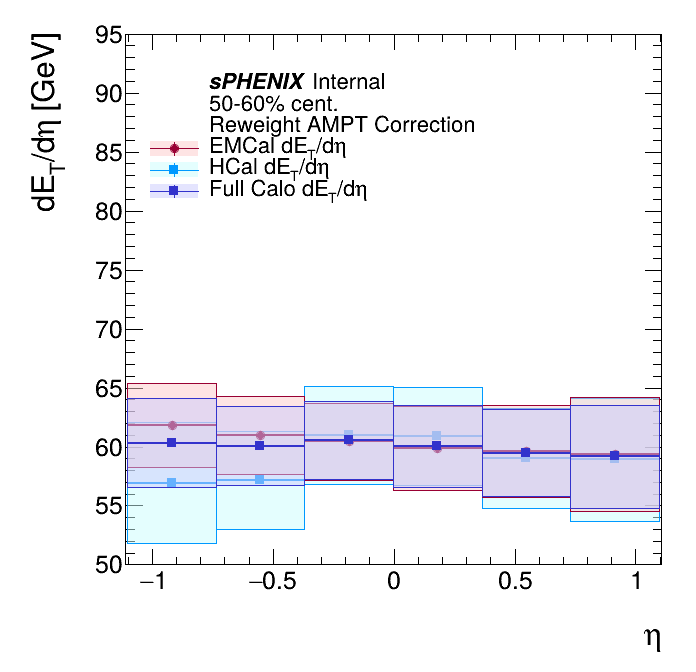 dE_T/dη [GeV]
95
90
85
80
75
70
65
60
55
50
sPHENIX Internal
50-60% cent.
Reweight AMPT Correction
EMCal dE_T/dη
HCal dE_T/dη
Full Calo dE_T/dη
−1
−0.5
0
0.5
1
η